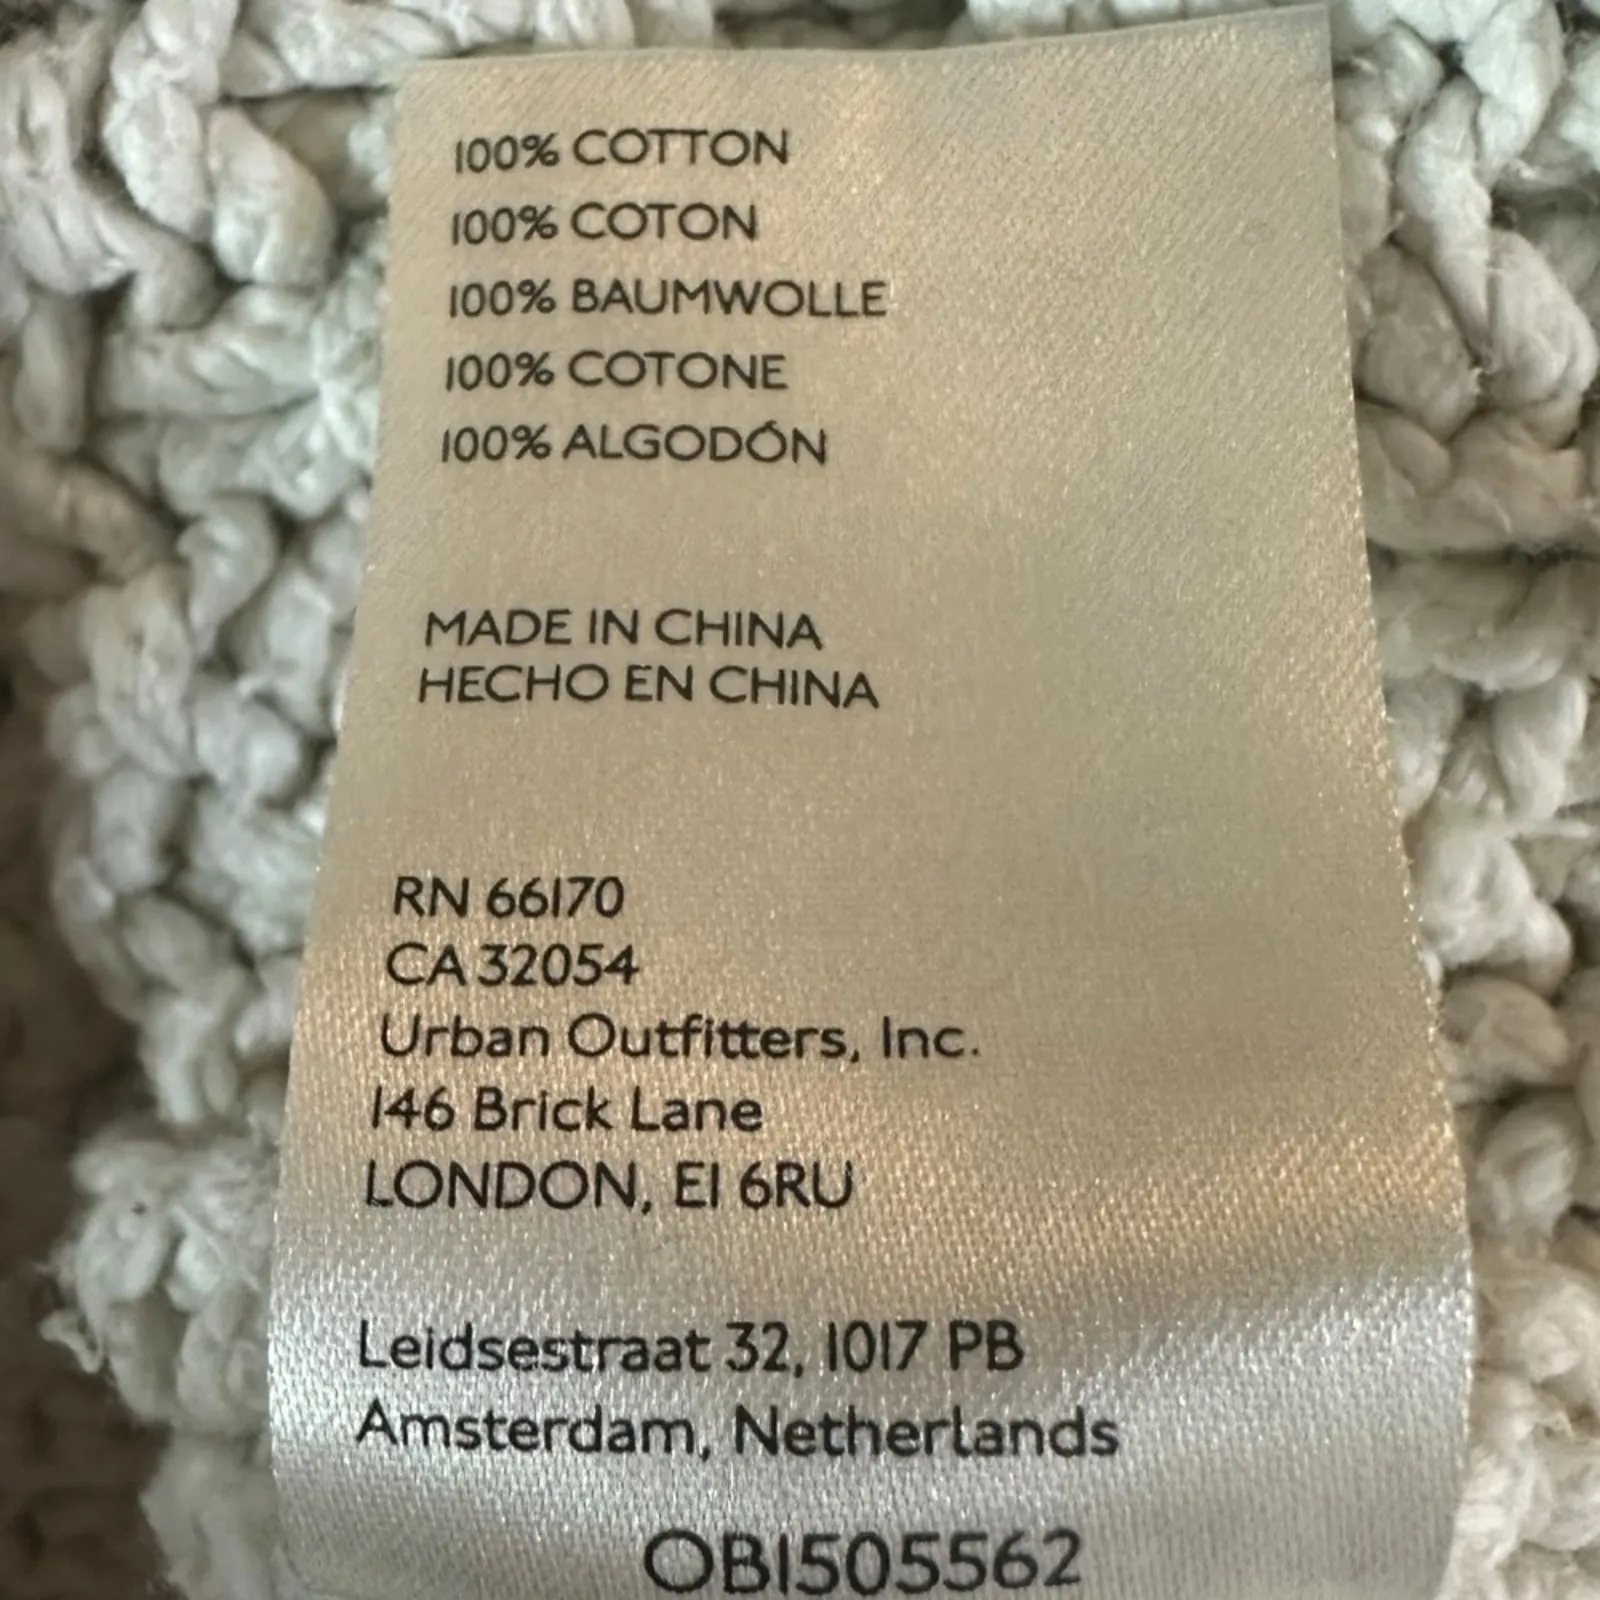 100% COTTON
100% COTON
100% BAUMWOLLE
100% COTONE
100% ALGODÓN
MADE IN CHINA
HECHO EN CHINA
RN 66170
CA 32054
Urban Outfitters, Inc.
146 Brick Lane
LONDON, E1 6RU
Leidsestraat 32, 1017 PB
Amsterdam, Netherlands
OB1505562